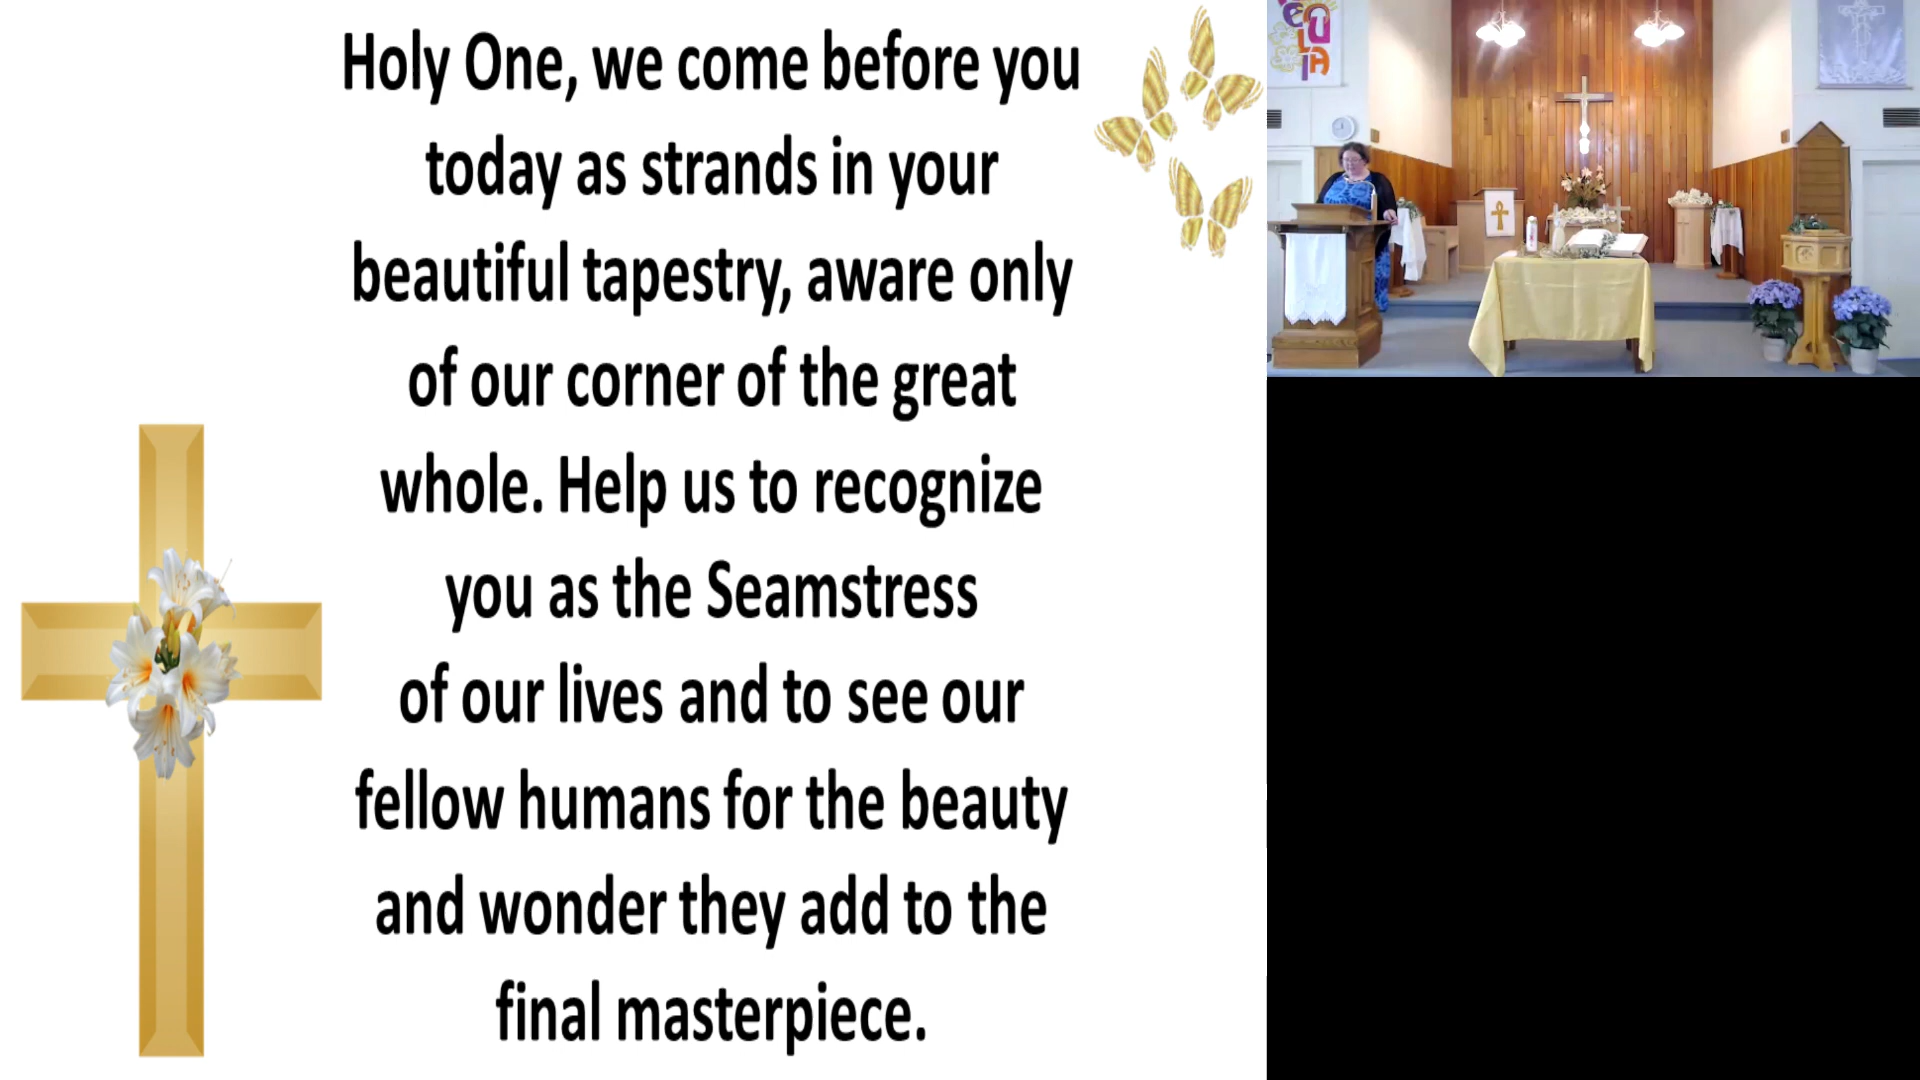 Holy One, we come before you
today as strands in your
beautiful tapestry, aware only
of our corner of the great
whole. Help us to recognize
you as the Seamstress
of our lives and to see our
fellow humans for the beauty
and wonder they add to the
final masterpiece.